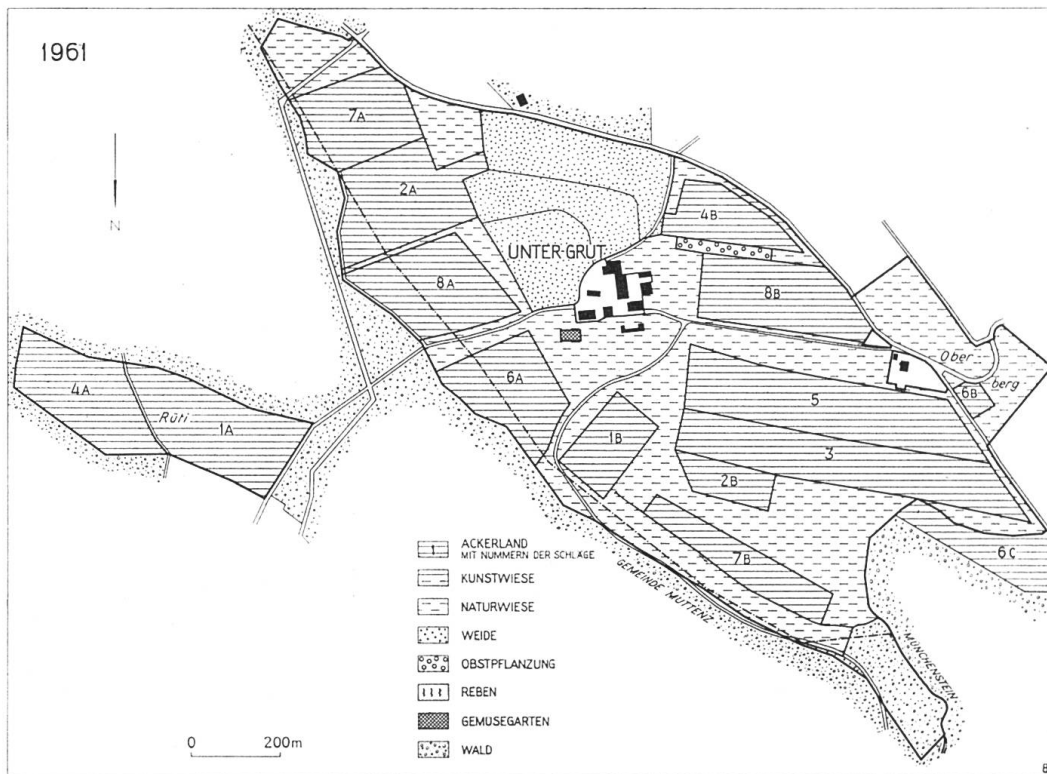 1961
N
7A
2A
UNTER-GRUT
4B
8A
8B
Ober
berg
6B
6A
4A
Rüti
1A
5
1B
3
2B
6C
7B
GEMEINDE MUTTENZ
MÜNCHENSTEIN
1 ACKERLAND
MIT NUMMERN DER SCHLÄGE
KUNSTWIESE
NATURWIESE
WEIDE
OBSTPFLANZUNG
REBEN
GEMÜSEGARTEN
WALD
0 200m
8